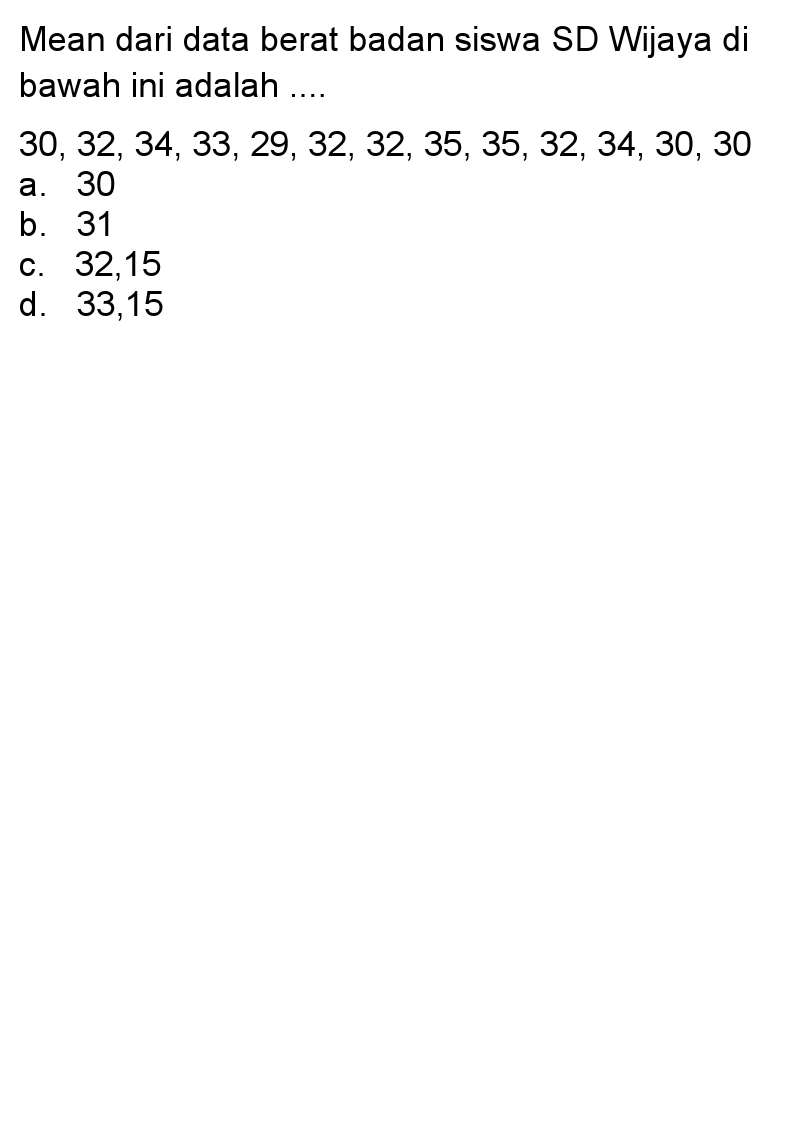 Mean dari data berat badan siswa SD Wijaya di
bawah ini adalah ....
30, 32, 34, 33, 29, 32, 32, 35, 35, 32, 34, 30, 30
a. 30
b. 31
c. 32,15
d. 33,15